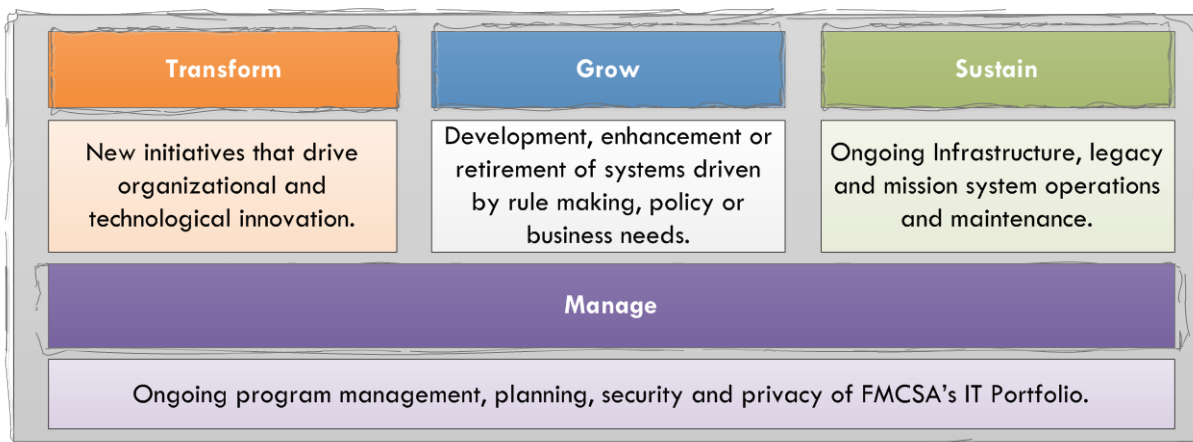 Transform
Grow
Sustain
New initiatives that drive
organizational and
technological innovation.
Development, enhancement or
retirement of systems driven
by rule making, policy or
business needs.
Ongoing Infrastructure, legacy
and mission system operations
and maintenance.
Manage
Ongoing program management, planning, security and privacy of FMCSA's IT Portfolio.